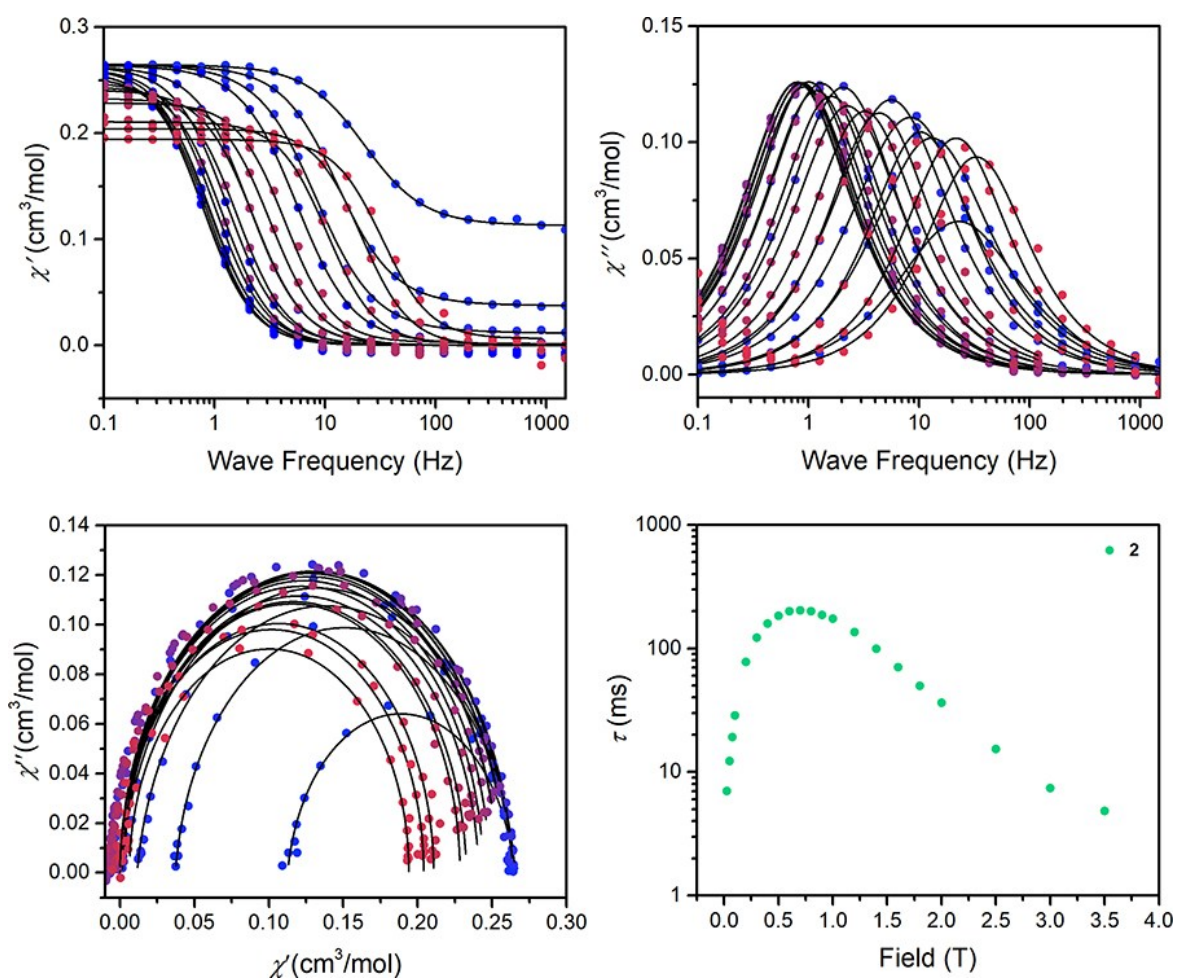 0.3
0.2
0.1
0.0
χ′ (cm³/mol)
0.1 1 10 100 1000
Wave Frequency (Hz)
0.15
0.10
0.05
0.00
χ″ (cm³/mol)
0.1 1 10 100 1000
Wave Frequency (Hz)
0.14
0.12
0.10
0.08
0.06
0.04
0.02
0.00
χ″ (cm³/mol)
0.00 0.05 0.10 0.15 0.20 0.25 0.30
χ′ (cm³/mol)
1000
100
10
1
τ (ms)
2
0.0 0.5 1.0 1.5 2.0 2.5 3.0 3.5 4.0
Field (T)